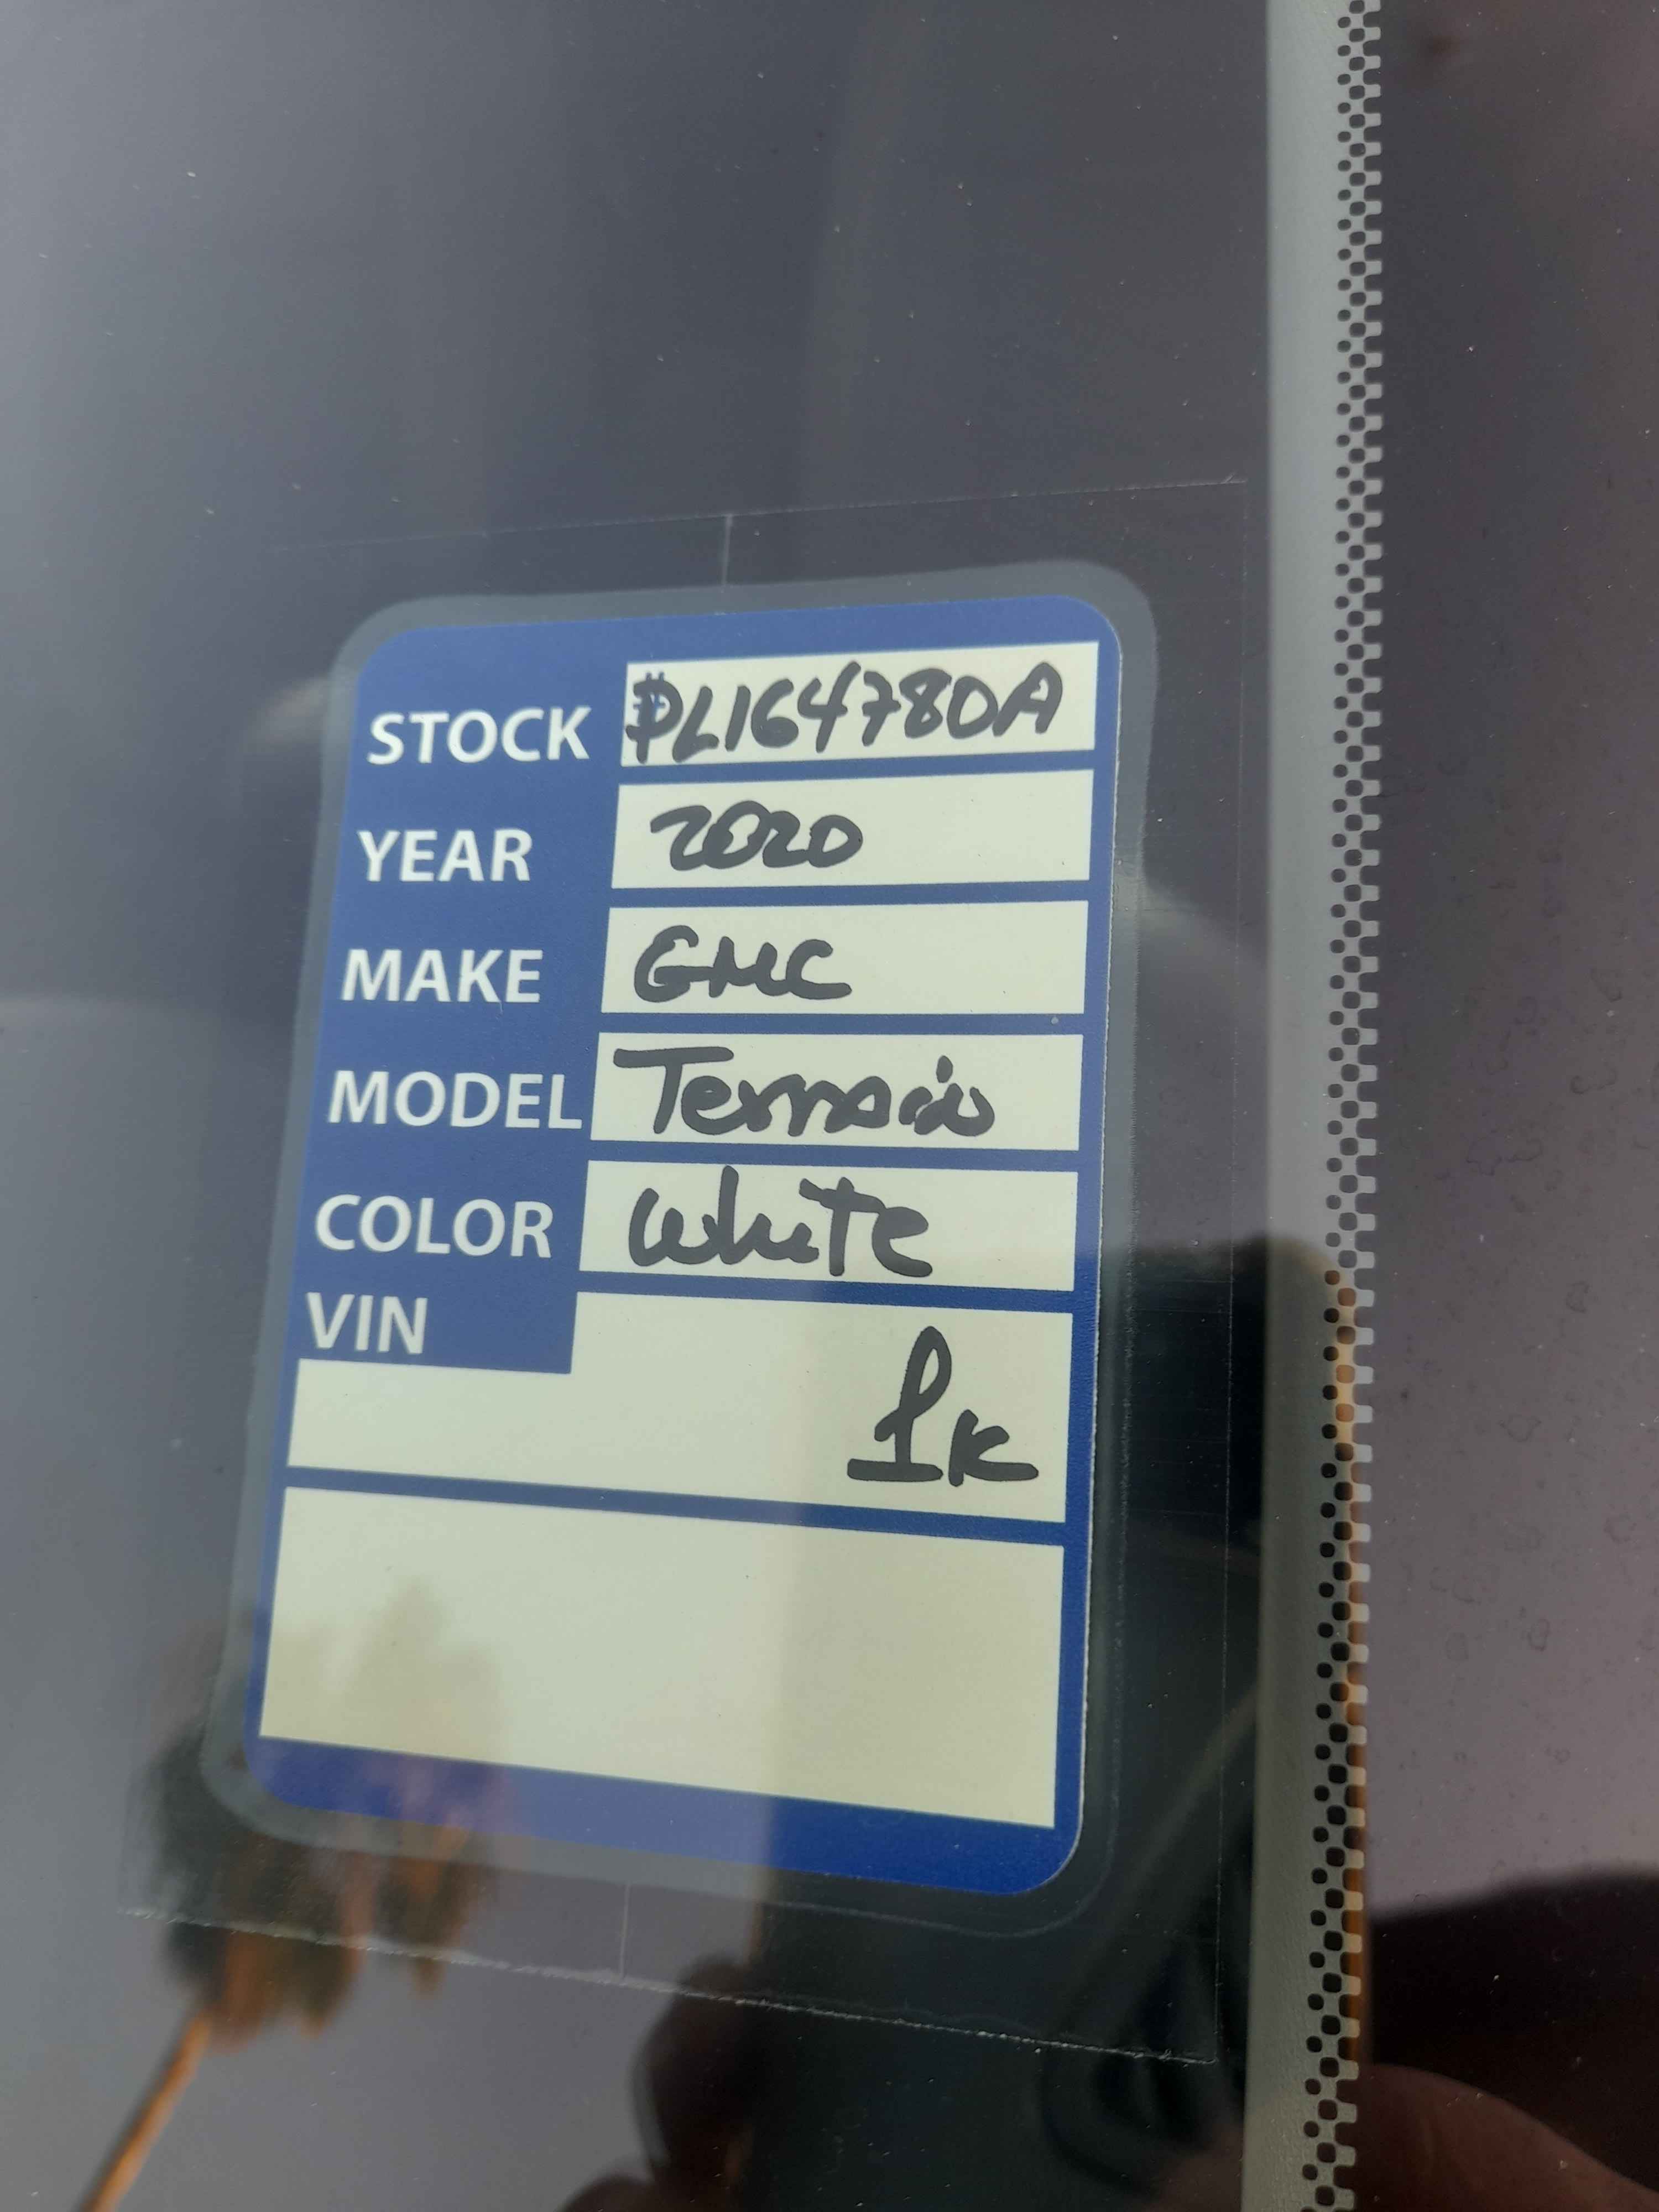 STOCK #PL164780A
YEAR 2020
MAKE GMC
MODEL Terrain
COLOR White
VIN
1K